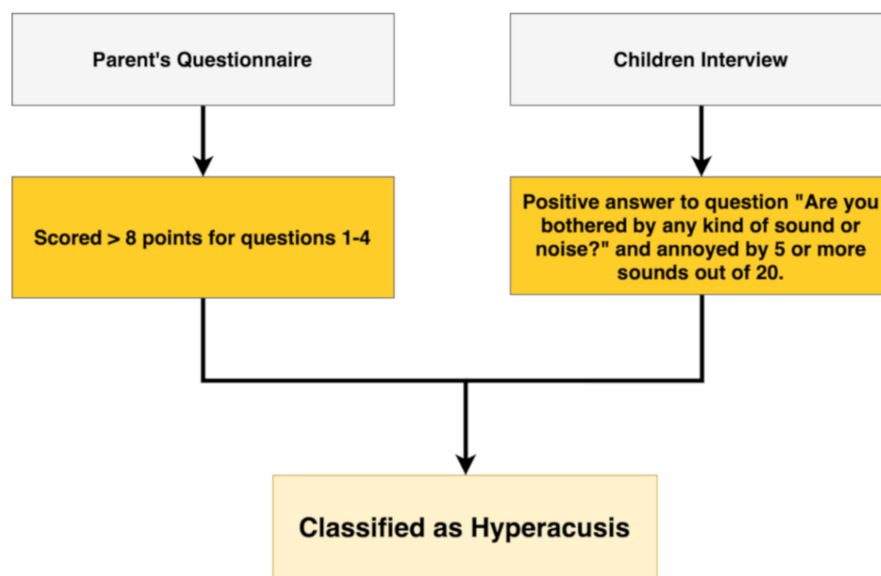 Parent's Questionnaire
Children Interview
Scored > 8 points for questions 1-4
Positive answer to question "Are you
bothered by any kind of sound or
noise?" and annoyed by 5 or more
sounds out of 20.
Classified as Hyperacusis